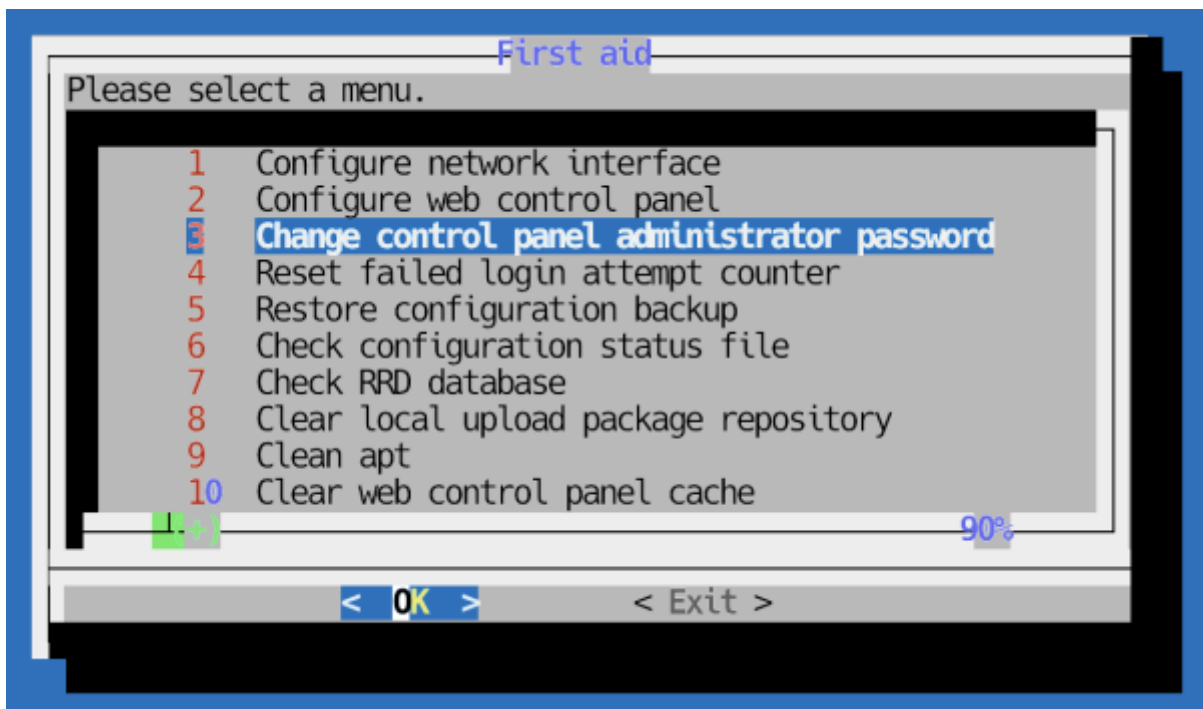 First aid
Please select a menu.
1 Configure network interface
2 Configure web control panel
3 Change control panel administrator password
4 Reset failed login attempt counter
5 Restore configuration backup
6 Check configuration status file
7 Check RRD database
8 Clear local upload package repository
9 Clean apt
10 Clear web control panel cache
(+) 90%
< OK > < Exit >